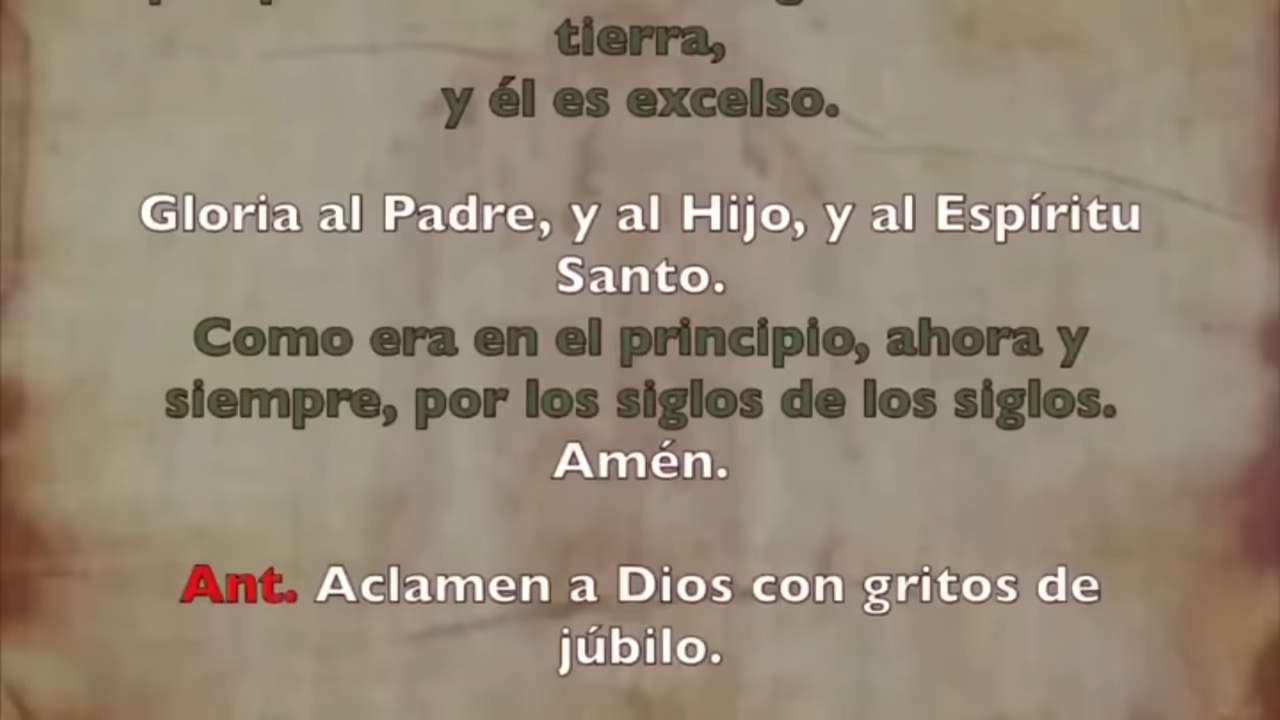 tierra,
y él es excelso.
Gloria al Padre, y al Hijo, y al Espíritu
Santo.
Como era en el principio, ahora y
siempre, por los siglos de los siglos.
Amén.
Ant. Aclamen a Dios con gritos de
júbilo.